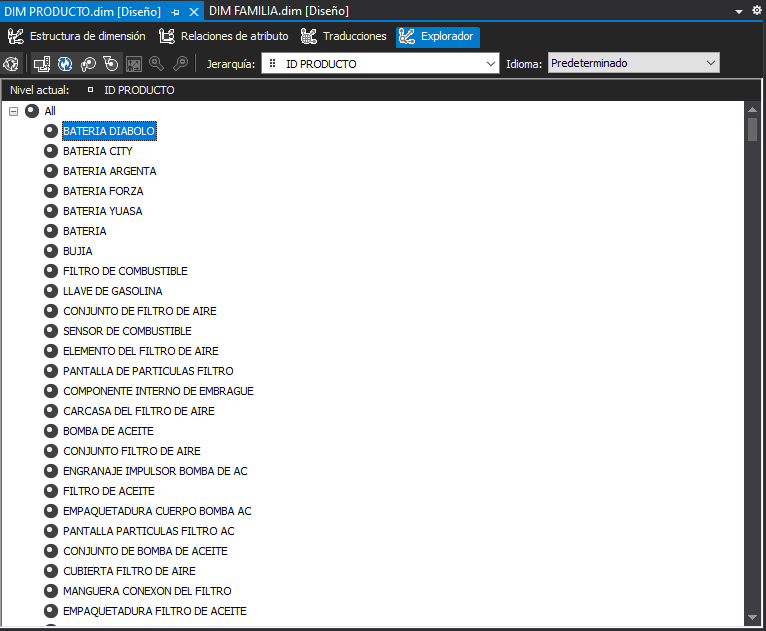 DIM PRODUCTO.dim [Diseño] DIM FAMILIA.dim [Diseño]
Estructura de dimensión Relaciones de atributo Traducciones Explorador
Jerarquía: ID PRODUCTO Idioma: Predeterminado
Nivel actual: ID PRODUCTO
All
BATERIA DIABOLO
BATERIA CITY
BATERIA ARGENTA
BATERIA FORZA
BATERIA YUASA
BATERIA
BUJIA
FILTRO DE COMBUSTIBLE
LLAVE DE GASOLINA
CONJUNTO DE FILTRO DE AIRE
SENSOR DE COMBUSTIBLE
ELEMENTO DEL FILTRO DE AIRE
PANTALLA DE PARTICULAS FILTRO
COMPONENTE INTERNO DE EMBRAGUE
CARCASA DEL FILTRO DE AIRE
BOMBA DE ACEITE
CONJUNTO FILTRO DE AIRE
ENGRANAJE IMPULSOR BOMBA DE AC
FILTRO DE ACEITE
EMPAQUETADURA CUERPO BOMBA AC
PANTALLA PARTICULAS FILTRO AC
CONJUNTO DE BOMBA DE ACEITE
CUBIERTA FILTRO DE AIRE
MANGUERA CONEXON DEL FILTRO
EMPAQUETADURA FILTRO DE ACEITE